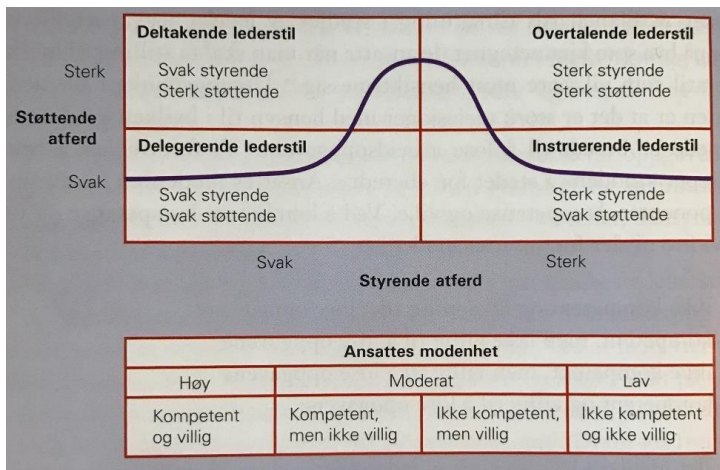 Deltakende lederstil
Svak styrende
Sterk støttende
Overtalende lederstil
Sterk styrende
Sterk støttende
Sterk
Støttende
atferd
Svak
Delegerende lederstil
Svak styrende
Svak støttende
Instruerende lederstil
Sterk styrende
Svak støttende
Svak
Sterk
Styrende atferd
Ansattes modenhet
Høy
Moderat
Lav
Kompetent
og villig
Kompetent,
men ikke villig
Ikke kompetent,
men villig
Ikke kompetent
og ikke villig